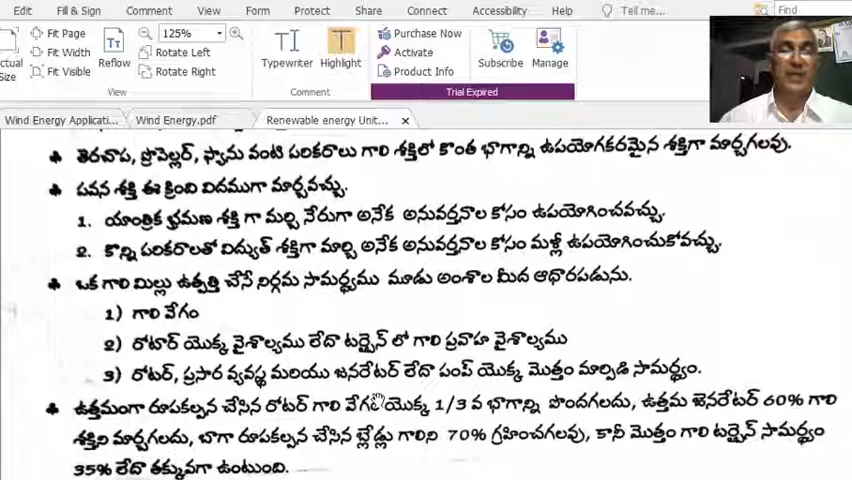 Edit Fill & Sign Comment View Form Protect Share Connect Accessibility Help Tell me... Find
Fit Page 125% Purchase Now
ctual Size Fit Width Reflow Rotate Left Typewriter Highlight Activate Subscribe Manage
Fit Visible Rotate Right Product Info
View Comment Trial Expired
Wind Energy Applicati... Wind Energy.pdf Renewable energy Unit... ×
తెరచాప, ప్రొపెల్లర్, ఫ్యాను వంటి పరికరాలు గాలి శక్తిలో కొంత భాగాన్ని ఉపయోగకరమైన శక్తిగా మార్చగలవు.
పవన శక్తి ఈ క్రింది విదముగా మార్చవచ్చు.
1. యాంత్రిక భ్రమణ శక్తి గా మర్చి నేరుగా అనేక అనువర్తనాల కోసం ఉపయోగించవచ్చు.
2. కొన్ని పరికరాలతో విద్యుత్ శక్తిగా మార్చి అనేక అనువర్తనాల కోసం మళ్లీ ఉపయోగించుకోవచ్చు.
ఒక గాలి మిల్లు ఉత్పత్తి చేసే నిర్గమ సామర్థ్యము మూడు అంశాల మీద ఆధారపడును.
1) గాలి వేగం
2) రోటార్ యొక్క వైశాల్యము లేదా టర్బైన్ లో గాలి ప్రవాహ వైశాల్యము
3) రోటర్, ప్రసార వ్యవస్థ మరియు జనరేటర్ లేదా పంప్ యొక్క మొత్తం మార్పిడి సామర్థ్యం.
ఉత్తమంగా రూపకల్పన చేసిన రోటర్ గాలి వేగం యొక్క 1/3 వ భాగాన్ని పొందగలదు, ఉత్తమ జెనరేటర్ 60% గాలి
శక్తిని మార్చగలదు, బాగా రూపకల్పన చేసిన బ్లేడ్లు గాలిని 70% గ్రహించగలవు, కానీ మొత్తం గాలి టర్బైన్ సామర్థ్యం
35% లేదా తక్కువగా ఉంటుంది.